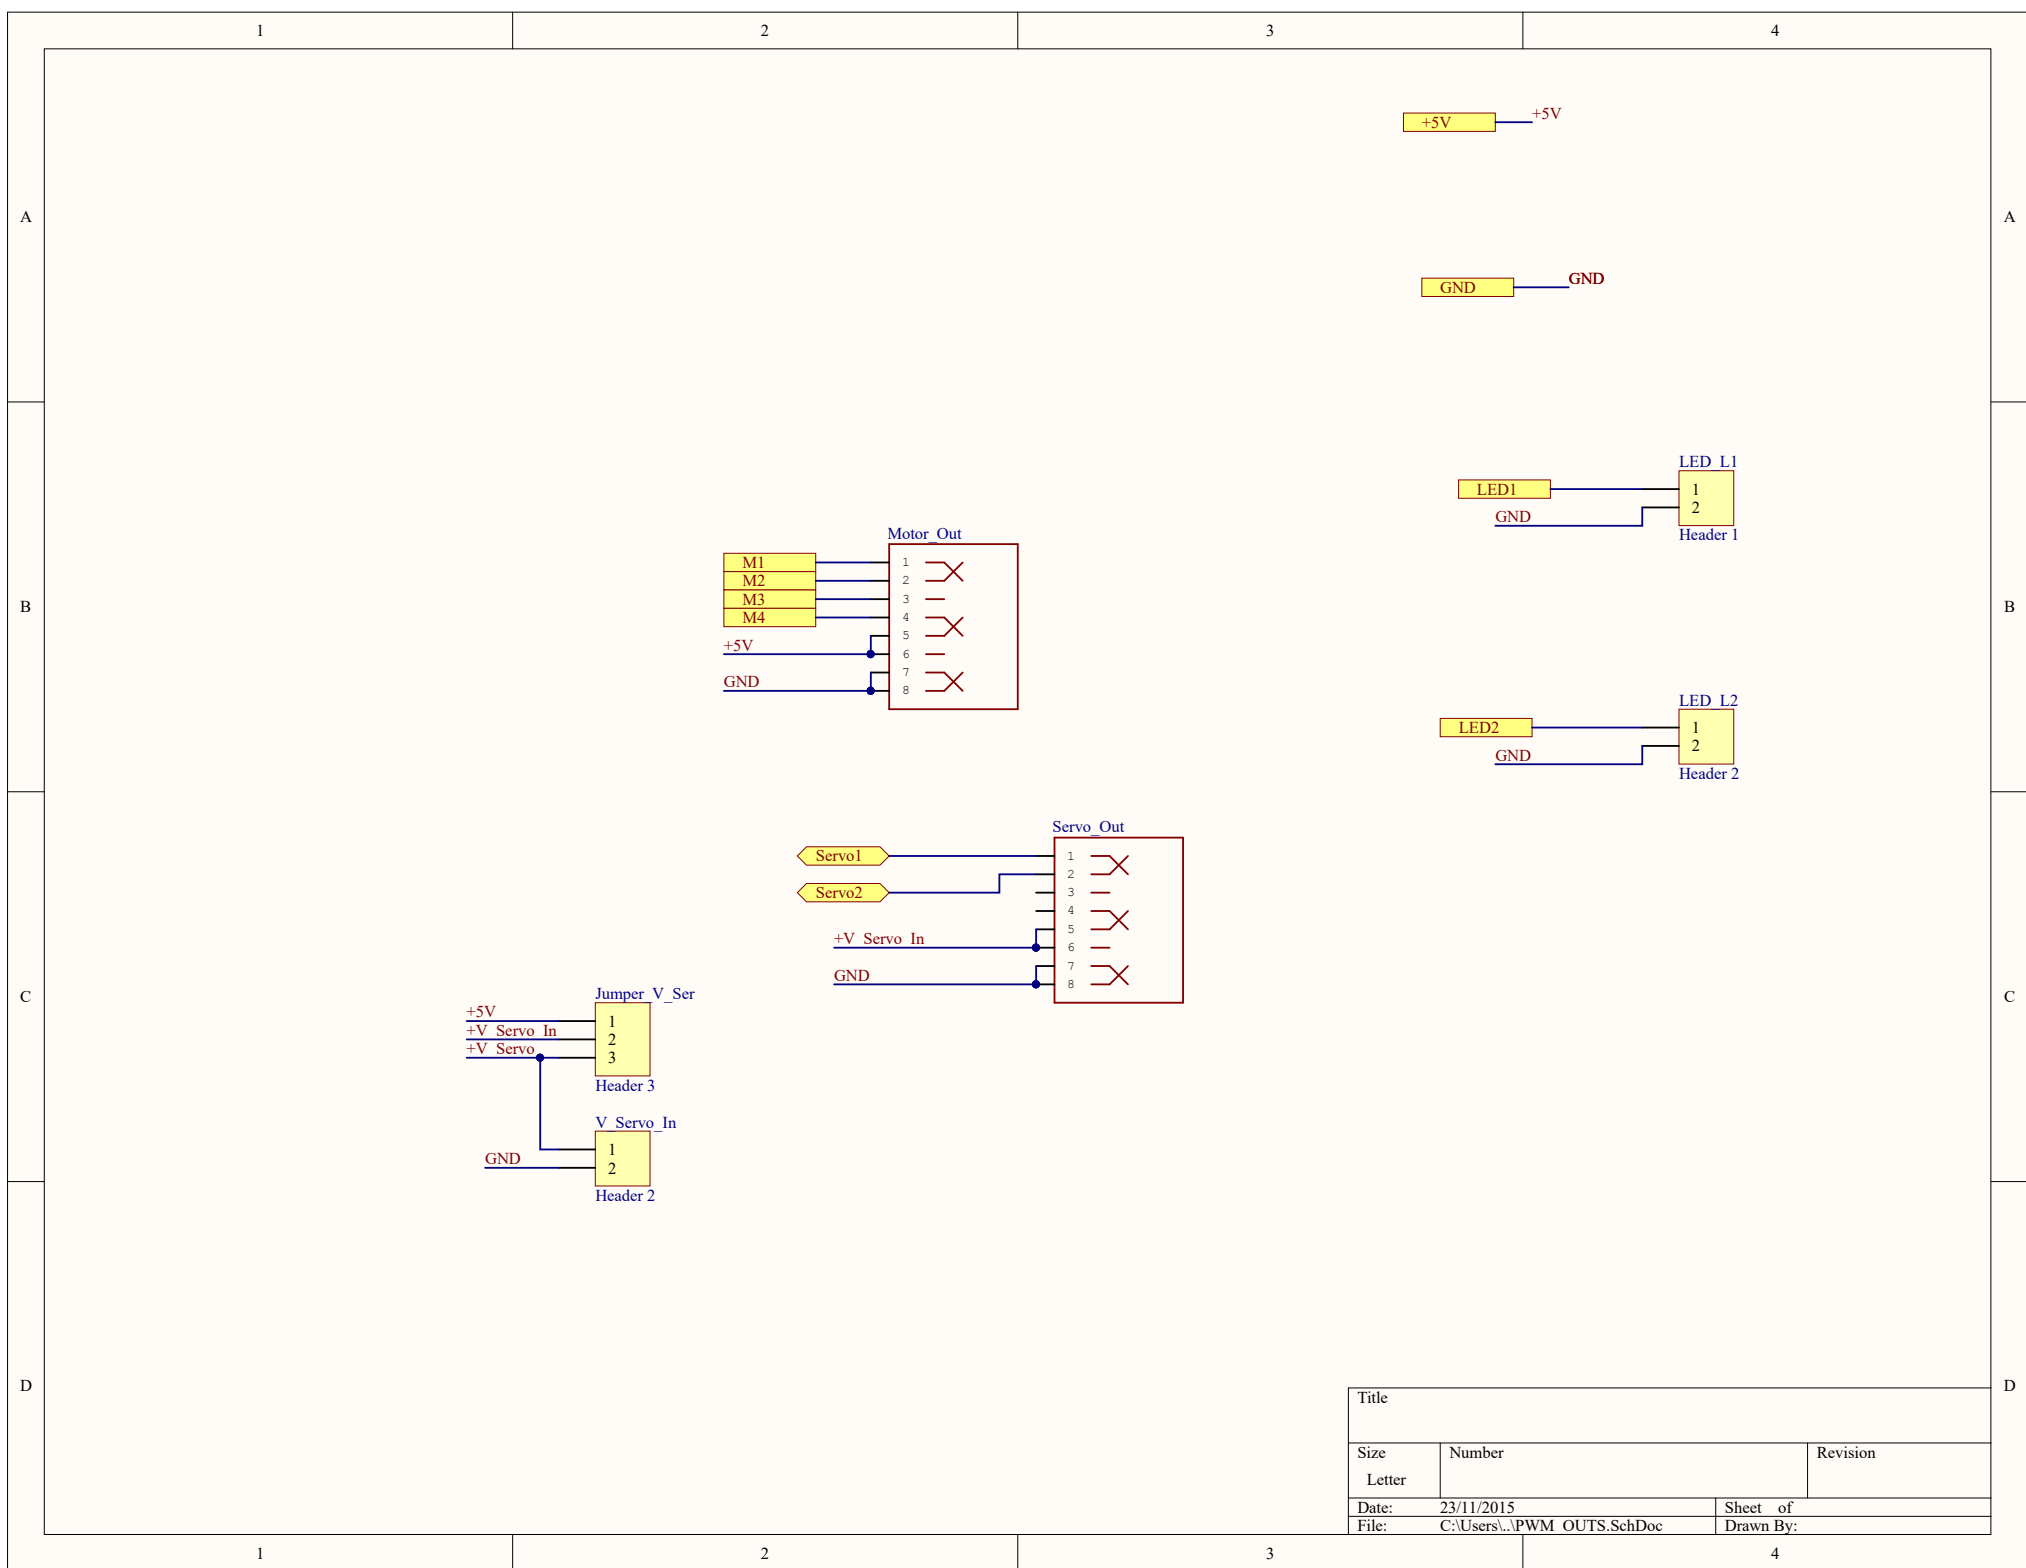 1 2 3 4
+5V +5V
A A
GND GND
LED_L1
LED1 1
GND 2
Header 1
Motor_Out
M1 1
M2 2
M3 3
M4 4
5
+5V 6
7
GND 8
B B
LED_L2
LED2 1
GND 2
Header 2
Servo_Out
Servo1 1
2
Servo2 3
4
5
+V_Servo_In 6
7
GND 8
C C
Jumper_V_Ser
+5V 1
+V_Servo_In 2
+V_Servo 3
Header 3
V_Servo_In
1
GND 2
Header 2
D D
Title
Size Number Revision
Letter
Date: 23/11/2015 Sheet of
File: C:\Users\..\PWM_OUTS.SchDoc Drawn By:
1 2 3 4